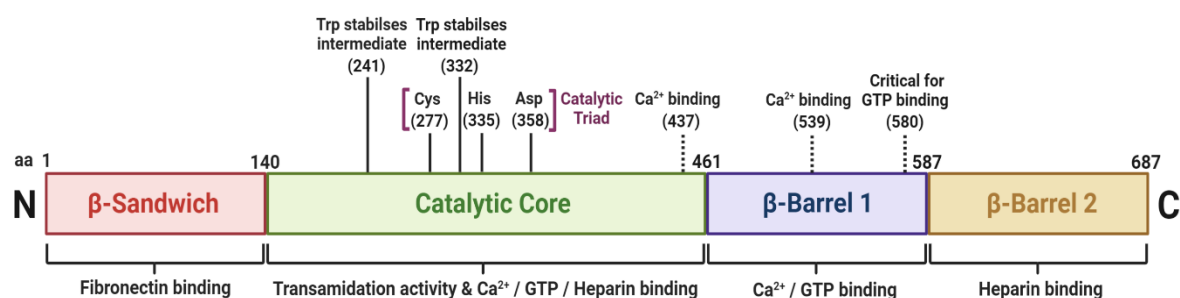 Trp stabilses Trp stabilses
intermediate intermediate
(241) (332)
Critical for
Cys His Asp Catalytic Ca²⁺ binding Ca²⁺ binding GTP binding
(277) (335) (358) Triad (437) (539) (580)
aa 1 140 461 587 687
N β-Sandwich Catalytic Core β-Barrel 1 β-Barrel 2 C
Fibronectin binding Transamidation activity & Ca²⁺ / GTP / Heparin binding Ca²⁺ / GTP binding Heparin binding